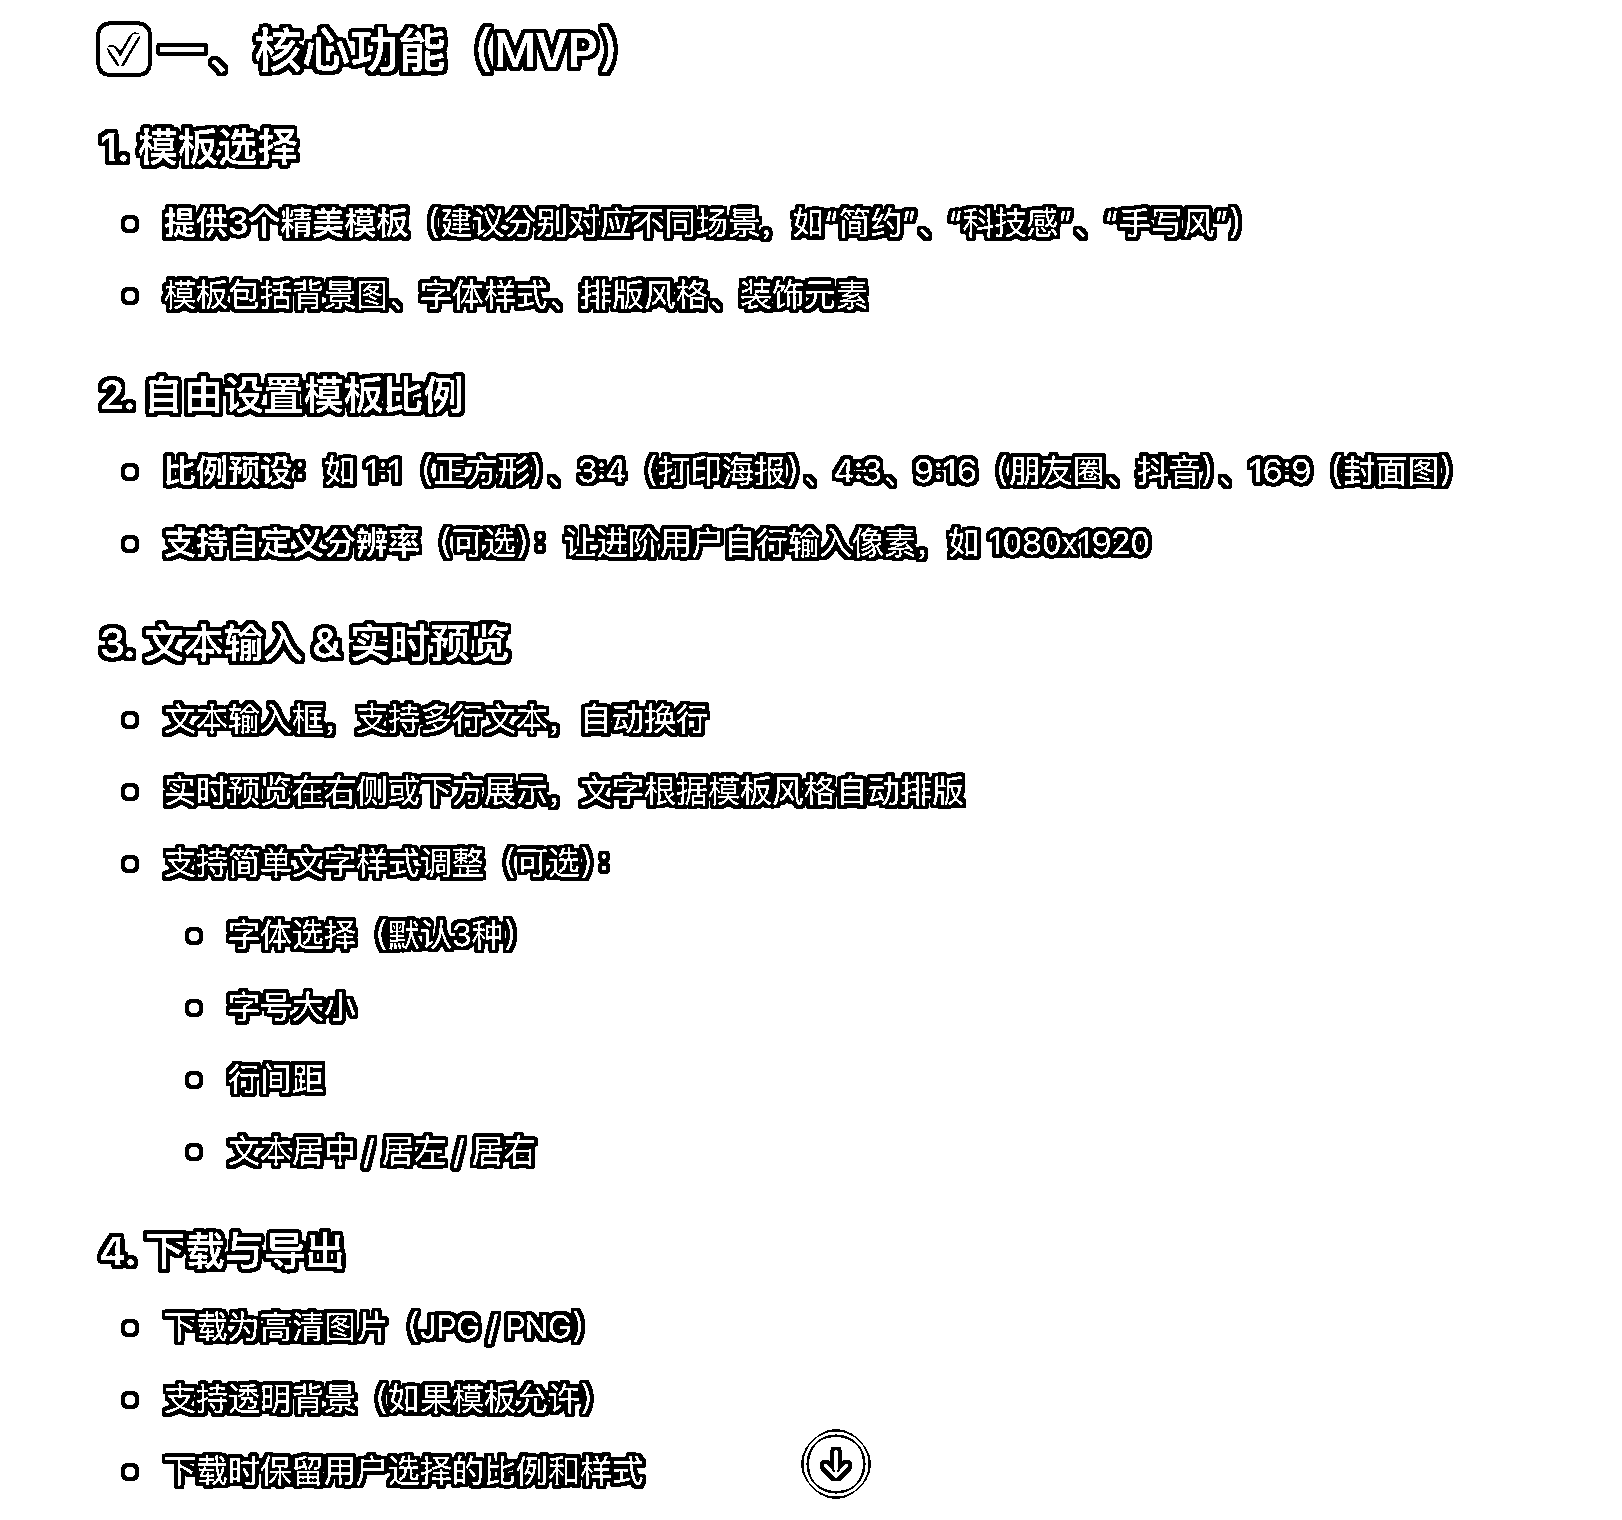 ✅ 一、核心功能（MVP）
1. 模板选择
提供3个精美模板（建议分别对应不同场景，如“简约”、“科技感”、“手写风”）
模板包括背景图、字体样式、排版风格、装饰元素
2. 自由设置模板比例
比例预设：如 1:1（正方形）、3:4（打印海报）、4:3、9:16（朋友圈、抖音）、16:9（封面图）
支持自定义分辨率（可选）：让进阶用户自行输入像素，如 1080x1920
3. 文本输入 & 实时预览
文本输入框，支持多行文本，自动换行
实时预览在右侧或下方展示，文字根据模板风格自动排版
支持简单文字样式调整（可选）：
字体选择（默认3种）
字号大小
行间距
文本居中 / 居左 / 居右
4. 下载与导出
下载为高清图片（JPG / PNG）
支持透明背景（如果模板允许）
下载时保留用户选择的比例和样式